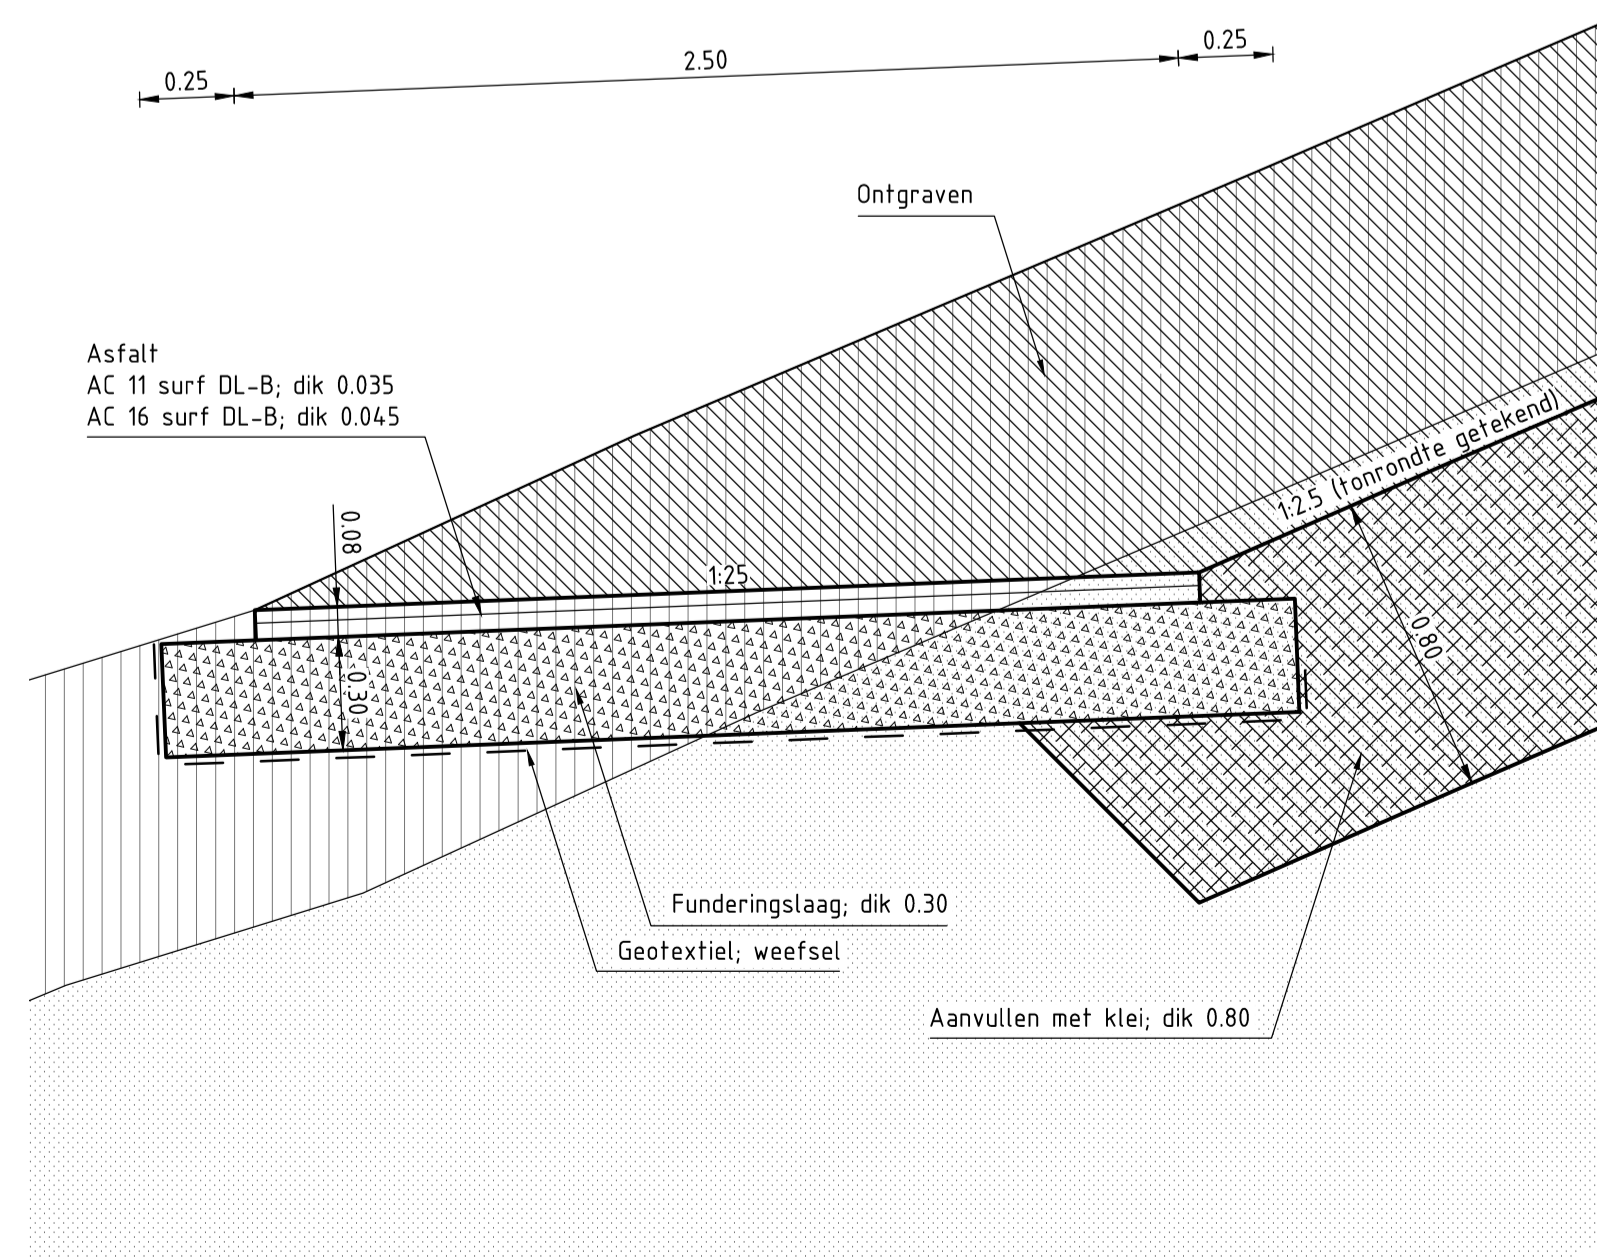 0.25
2.50
0.25
Ontgraven
Asfalt
AC 11 surf DL-B; dik 0.035
AC 16 surf DL-B; dik 0.045
1:2.5 (tonrondte getekend)
0.08
1:25
0.80
0.30
Funderingslaag; dik 0.30
Geotextiel; weefsel
Aanvullen met klei; dik 0.80